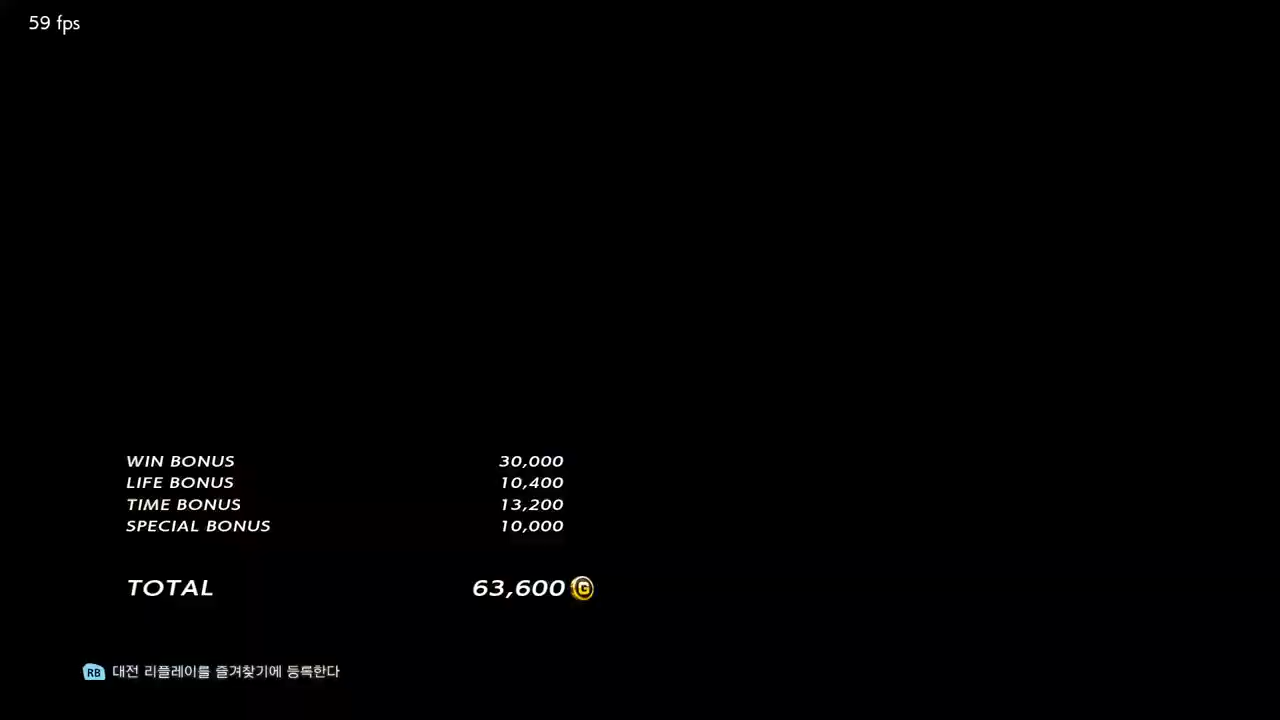 59 fps
WIN BONUS 30,000
LIFE BONUS 10,400
TIME BONUS 13,200
SPECIAL BONUS 10,000
TOTAL 63,600 G
RB 대전 리플레이를 즐겨찾기에 등록한다